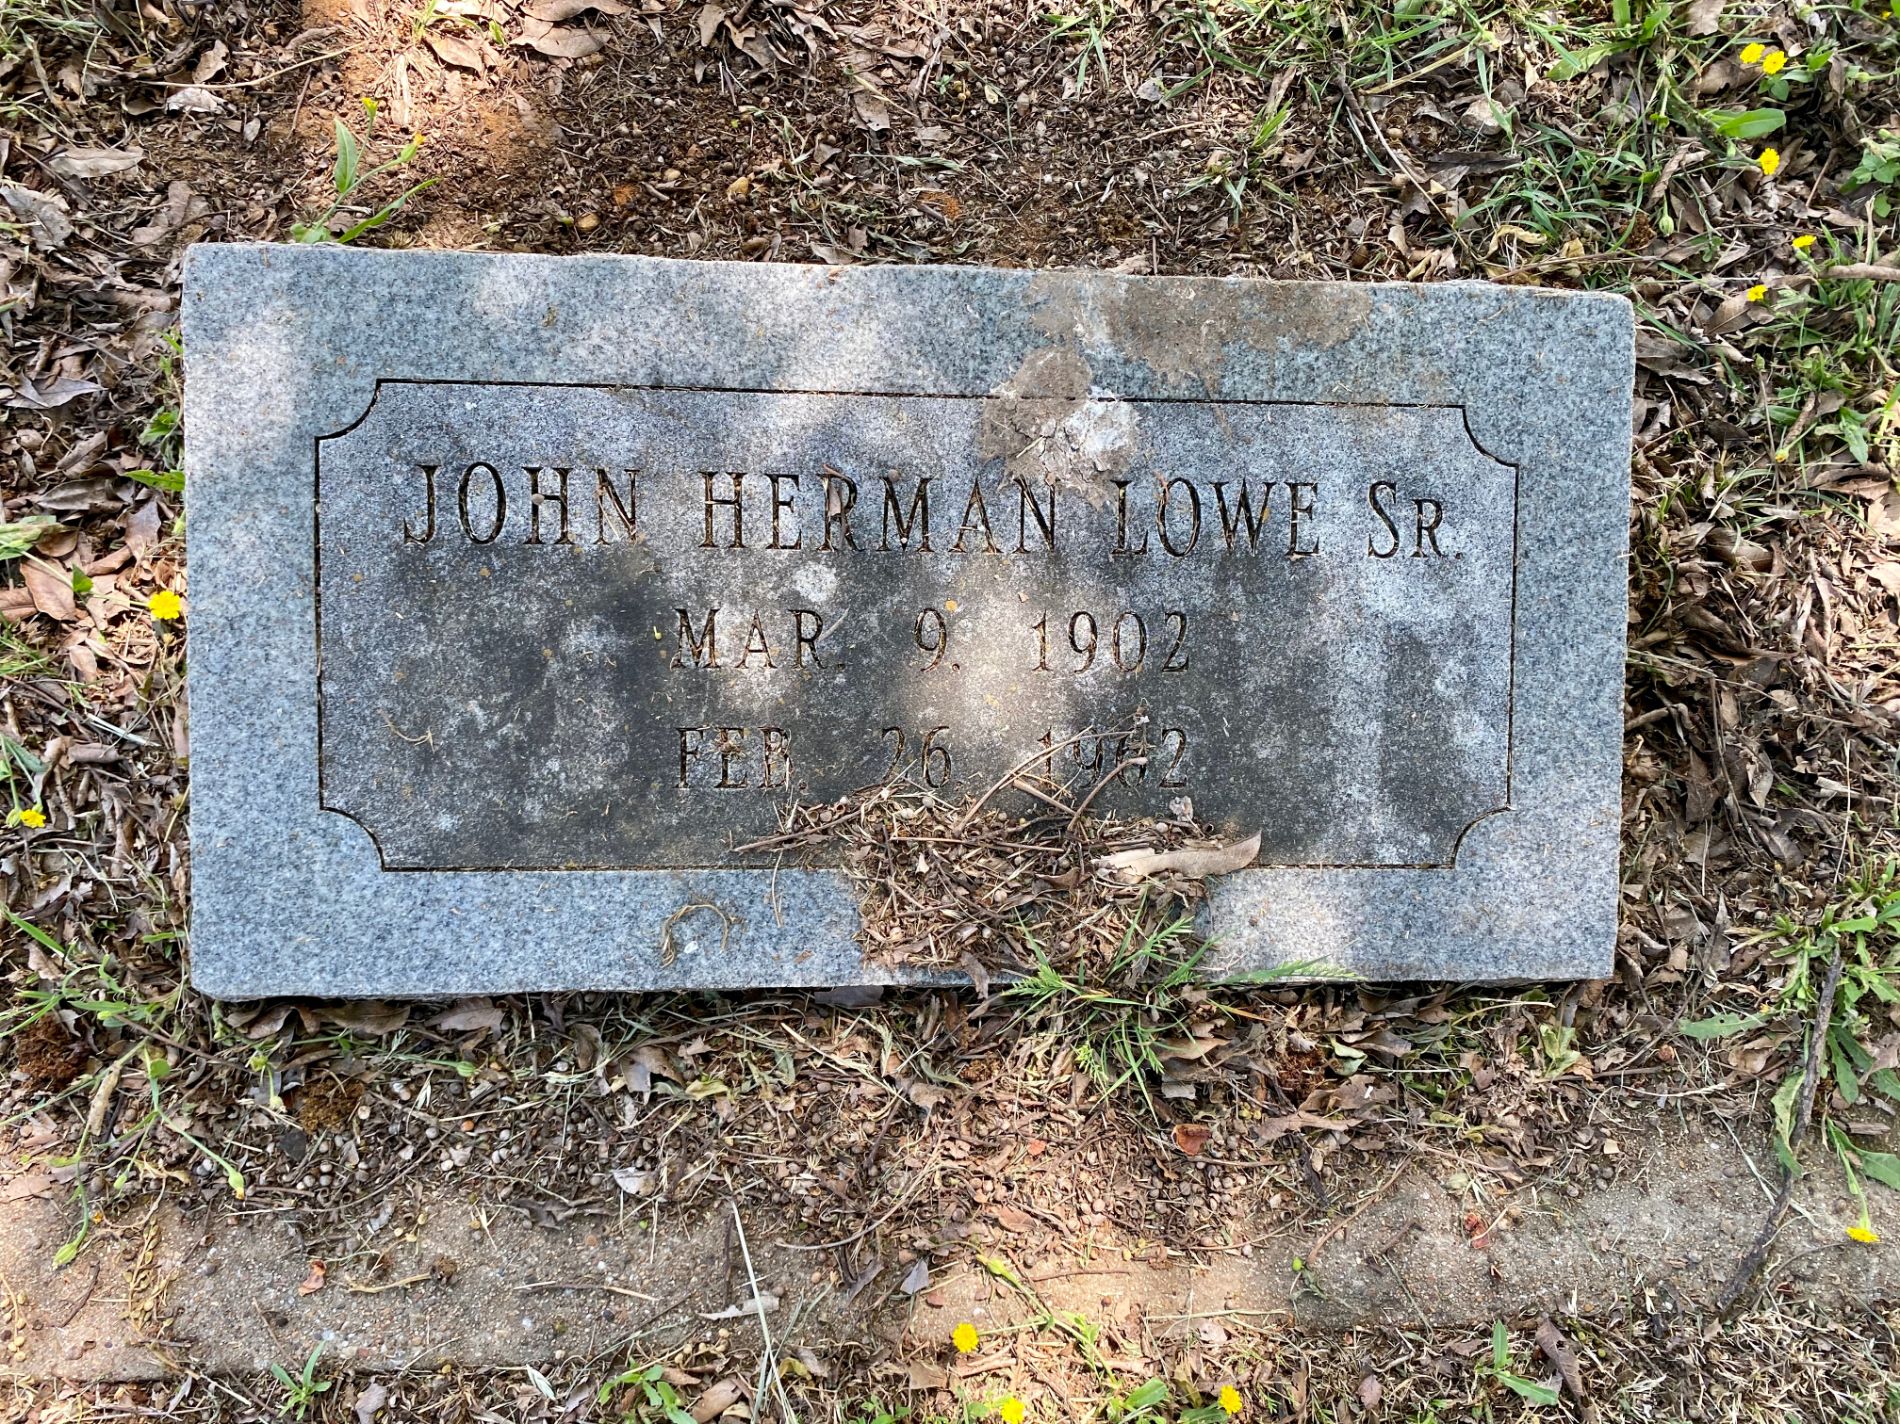 JOHN HERMAN LOWE SR.
MAR. 9. 1902
FEB. 26 1962